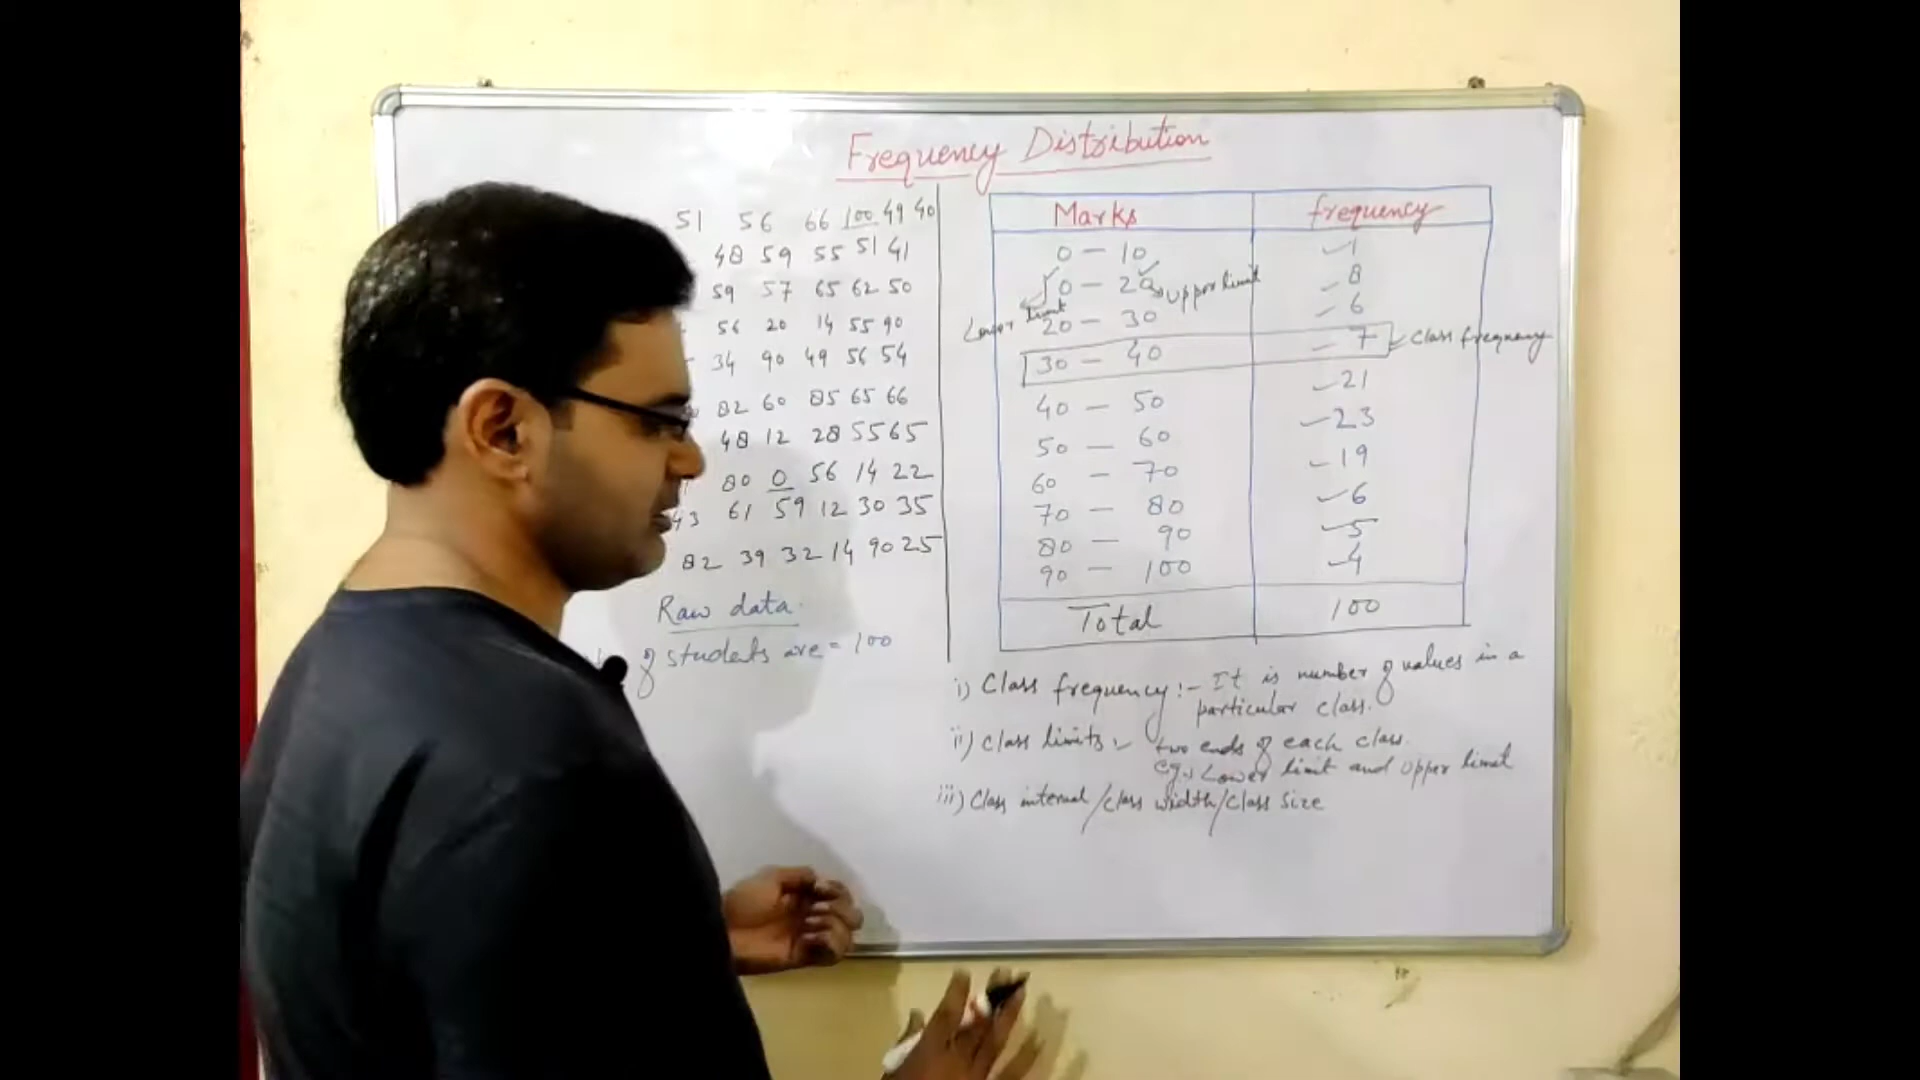 Frequency Distribution
51 56 66 100 49 40
48 59 55 51 41
59 57 65 62 50
56 20 14 55 90
34 90 49 56 54
82 60 85 65 66
48 12 28 55 65
80 0 56 14 22
43 61 59 12 30 35
82 39 32 14 90 25
Raw data.
of students are = 100
Marks frequency
0 — 10 1
10 — 20 8
Lower limit
Upper limit
20 — 30 6
30 — 40 7
Class frequency
40 — 50 21
50 — 60 23
60 — 70 19
70 — 80 6
80 — 90 5
90 — 100 4
Total 100
i) Class frequency :- It is number of values in a
particular class.
ii) Class limits :- two ends of each class.
eg., Lower limit and upper limit
iii) Class interval / class width / class size